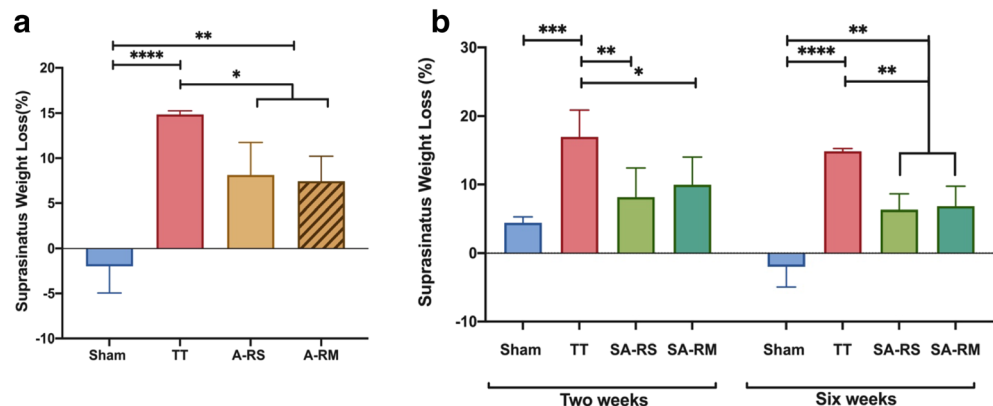 a
**
****
*
20
15
10
5
0
-5
-10
Suprasinatus Weight Loss(%)
Sham TT A-RS A-RM
b
*** ** * ** **** **
30
20
10
0
-10
Suprasinatus Weight Loss (%)
Sham TT SA-RS SA-RM Sham TT SA-RS SA-RM
Two weeks Six weeks